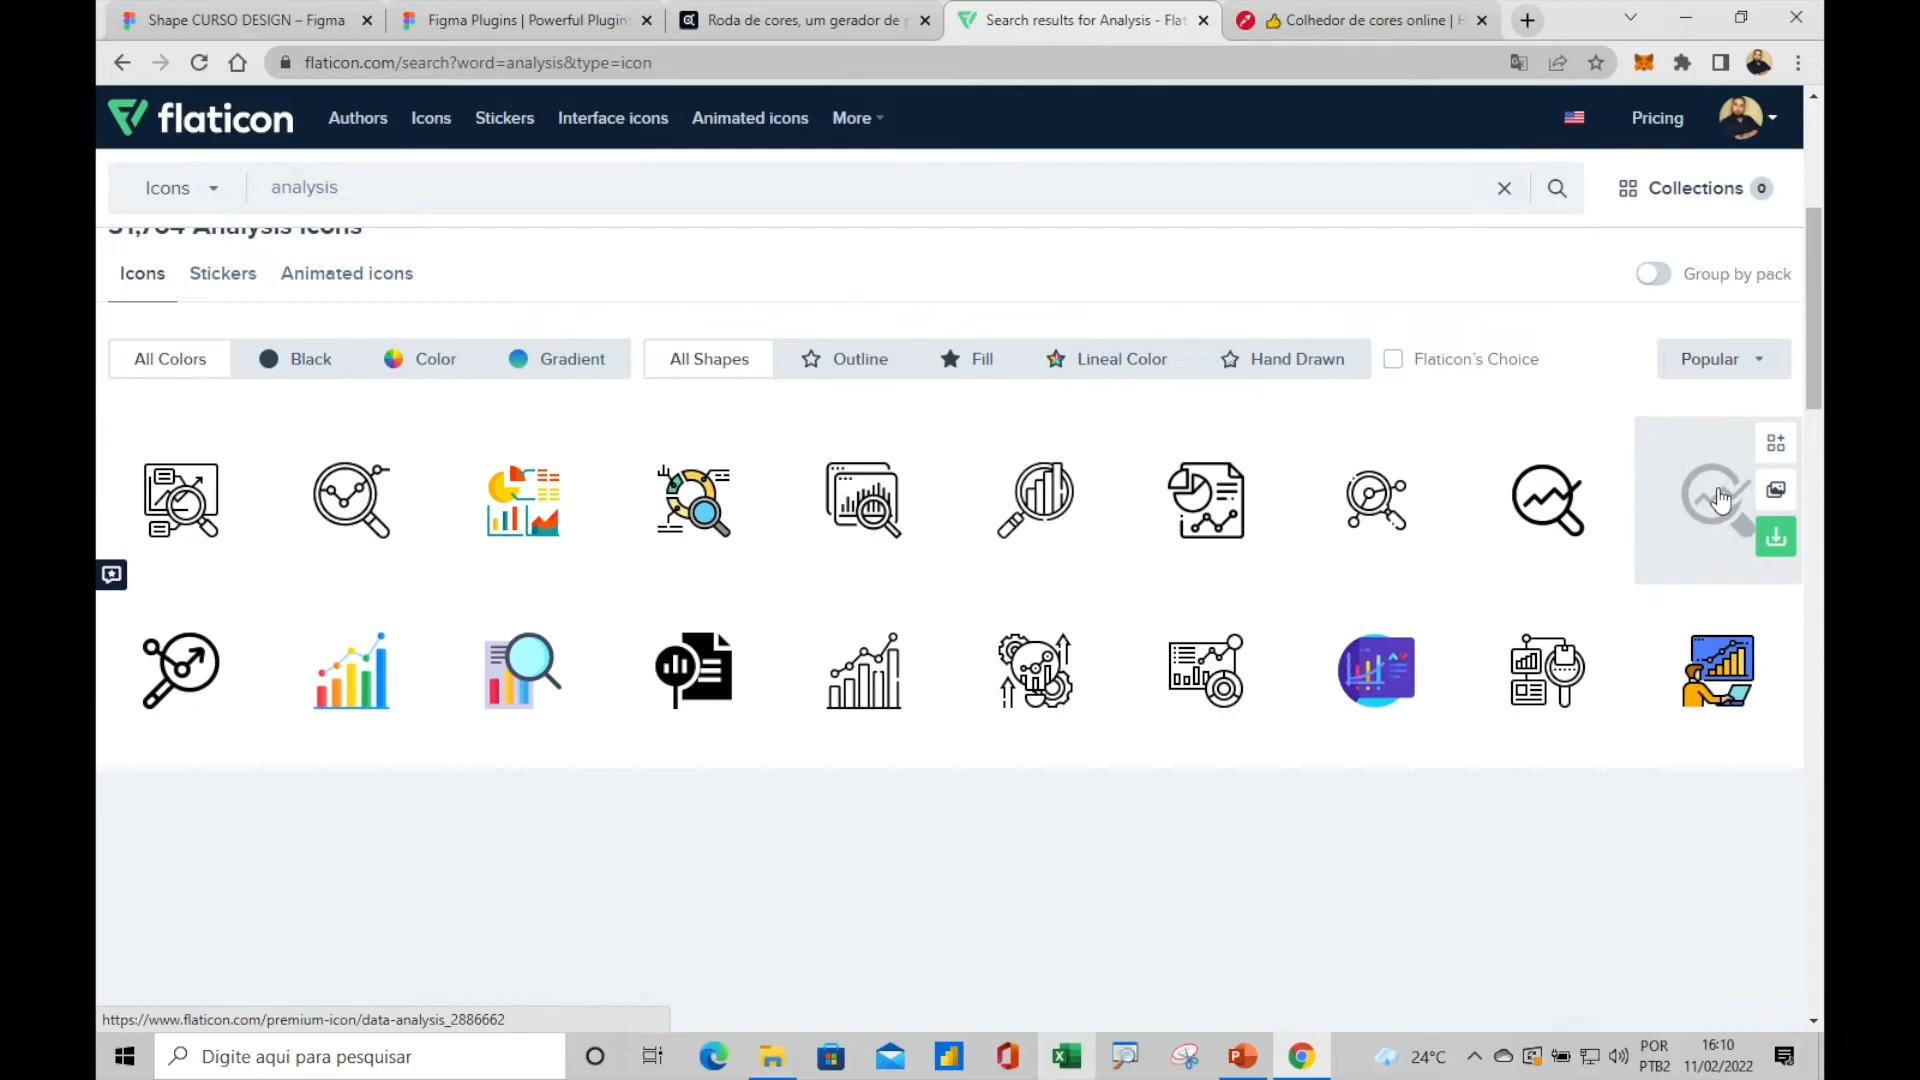 Shape CURSO DESIGN – Figma
Figma Plugins | Powerful Plugin
Roda de cores, um gerador de p
Search results for Analysis - Flat
Colhedor de cores online | H
flaticon.com/search?word=analysis&type=icon
flaticon
Authors
Icons
Stickers
Interface icons
Animated icons
More
Pricing
Icons
analysis
Collections
0
Icons
Stickers
Animated icons
Group by pack
All Colors
Black
Color
Gradient
All Shapes
Outline
Fill
Lineal Color
Hand Drawn
Flaticon's Choice
Popular
https://www.flaticon.com/premium-icon/data-analysis_2886662
Digite aqui para pesquisar
24°C
POR
PTB2
16:10
11/02/2022